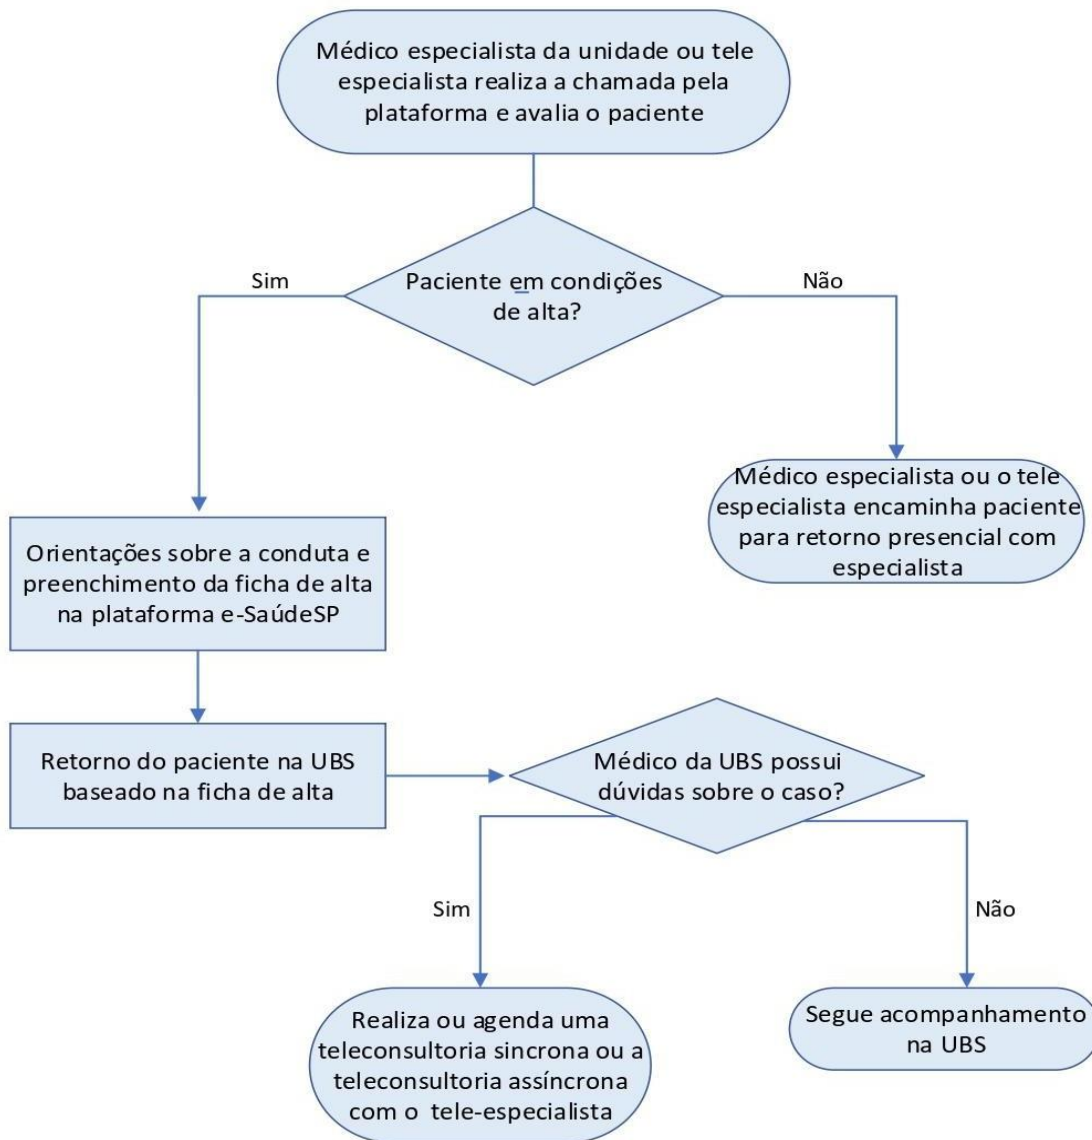 Médico especialista da unidade ou tele
especialista realiza a chamada pela
plataforma e avalia o paciente
Sim
Paciente em condições
de alta?
Não
Médico especialista ou o tele
especialista encaminha paciente
para retorno presencial com
especialista
Orientações sobre a conduta e
preenchimento da ficha de alta
na plataforma e-SaúdeSP
Retorno do paciente na UBS
baseado na ficha de alta
Médico da UBS possui
dúvidas sobre o caso?
Sim
Não
Realiza ou agenda uma
teleconsultoria sincrona ou a
teleconsultoria assíncrona
com o tele-especialista
Segue acompanhamento
na UBS